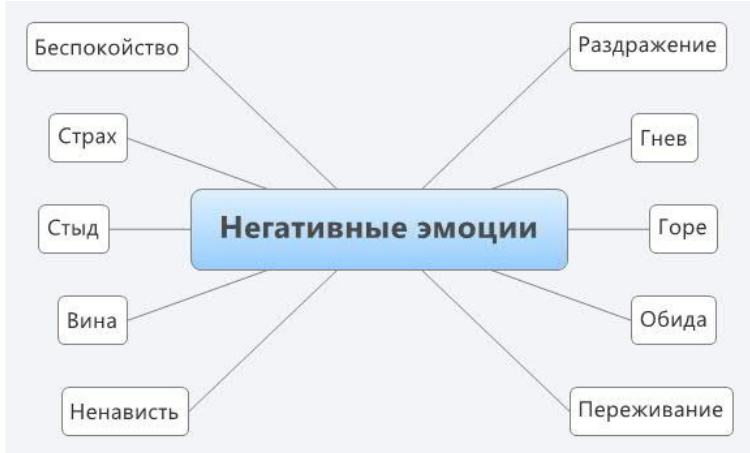 Беспокойство
Раздражение
Страх
Гнев
Негативные эмоции
Стыд
Горе
Вина
Обида
Ненависть
Переживание